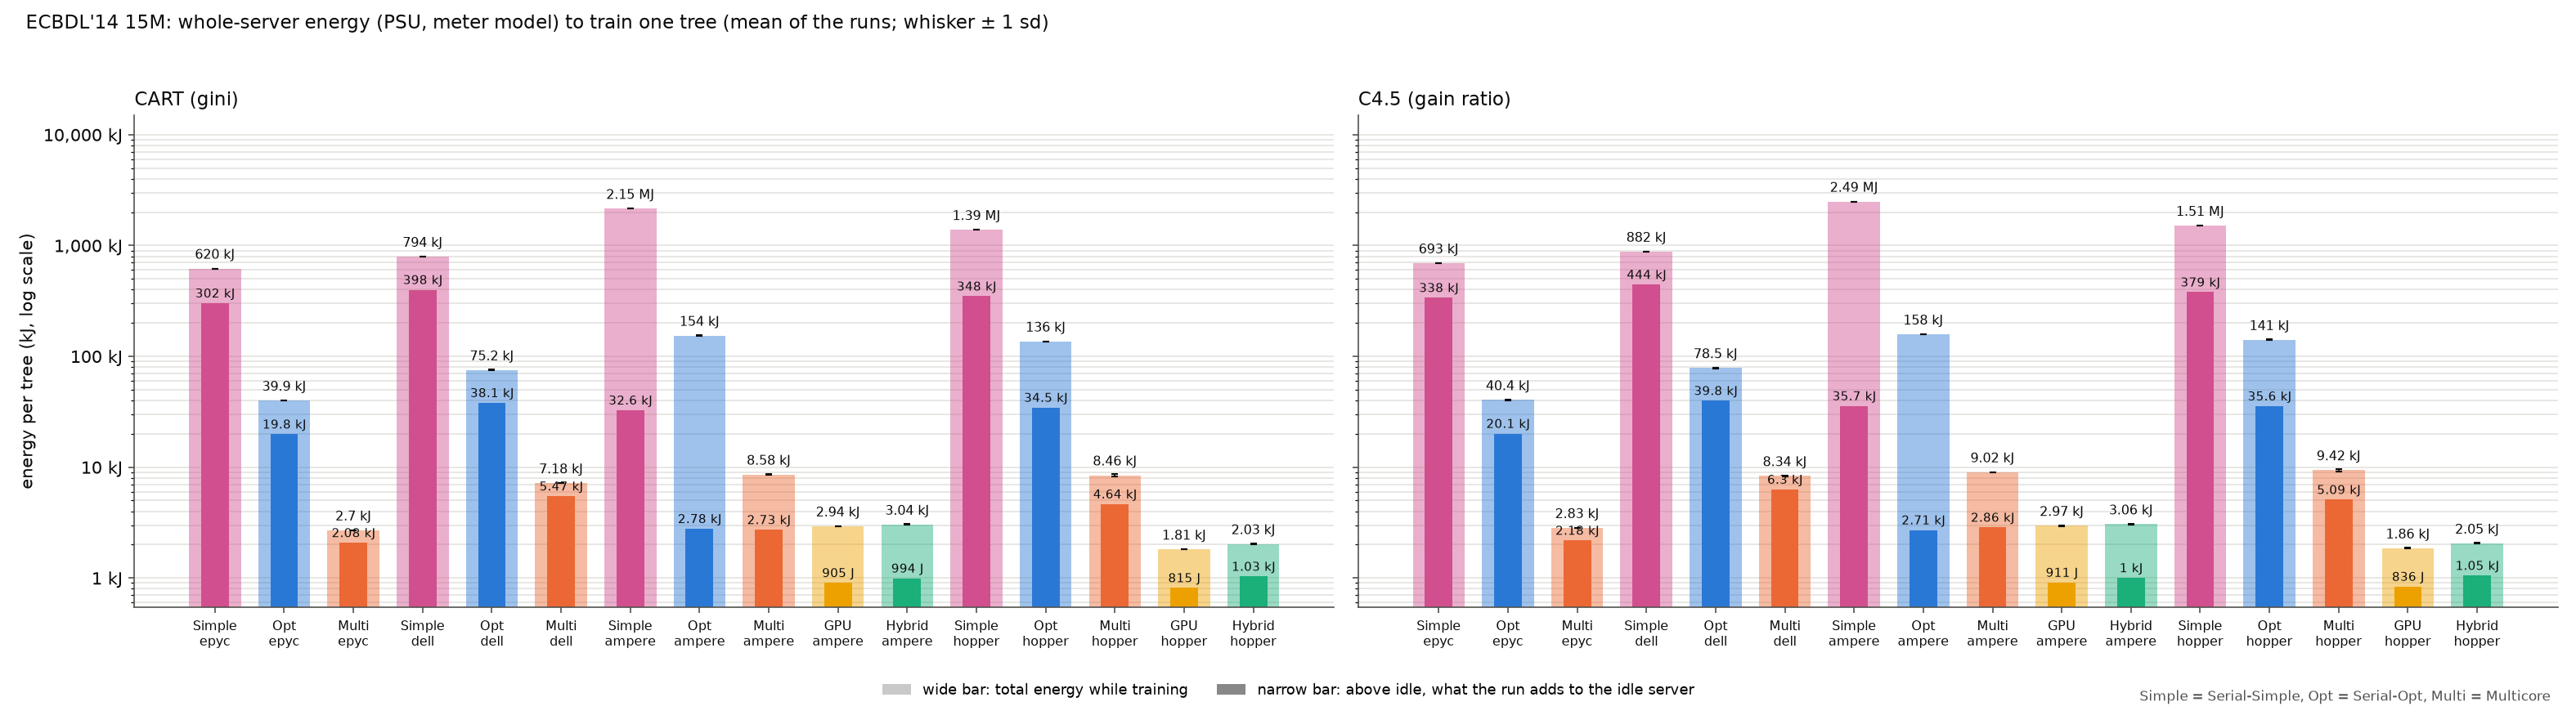 ECBDL'14 15M: whole-server energy (PSU, meter model) to train one tree (mean of the runs; whisker ± 1 sd)
CART (gini)
energy per tree (kJ, log scale)
10,000 kJ
1,000 kJ
100 kJ
10 kJ
1 kJ
620 kJ
302 kJ
39.9 kJ
19.8 kJ
2.7 kJ
2.08 kJ
794 kJ
398 kJ
75.2 kJ
38.1 kJ
7.18 kJ
5.47 kJ
2.15 MJ
32.6 kJ
154 kJ
2.78 kJ
8.58 kJ
2.73 kJ
2.94 kJ
905 J
3.04 kJ
994 J
1.39 MJ
348 kJ
136 kJ
34.5 kJ
8.46 kJ
4.64 kJ
1.81 kJ
815 J
2.03 kJ
1.03 kJ
Simple epyc
Opt epyc
Multi epyc
Simple dell
Opt dell
Multi dell
Simple ampere
Opt ampere
Multi ampere
GPU ampere
Hybrid ampere
Simple hopper
Opt hopper
Multi hopper
GPU hopper
Hybrid hopper
C4.5 (gain ratio)
693 kJ
338 kJ
40.4 kJ
20.1 kJ
2.83 kJ
2.18 kJ
882 kJ
444 kJ
78.5 kJ
39.8 kJ
8.34 kJ
6.3 kJ
2.49 MJ
35.7 kJ
158 kJ
2.71 kJ
9.02 kJ
2.86 kJ
2.97 kJ
911 J
3.06 kJ
1 kJ
1.51 MJ
379 kJ
141 kJ
35.6 kJ
9.42 kJ
5.09 kJ
1.86 kJ
836 J
2.05 kJ
1.05 kJ
Simple epyc
Opt epyc
Multi epyc
Simple dell
Opt dell
Multi dell
Simple ampere
Opt ampere
Multi ampere
GPU ampere
Hybrid ampere
Simple hopper
Opt hopper
Multi hopper
GPU hopper
Hybrid hopper
wide bar: total energy while training
narrow bar: above idle, what the run adds to the idle server
Simple = Serial-Simple, Opt = Serial-Opt, Multi = Multicore